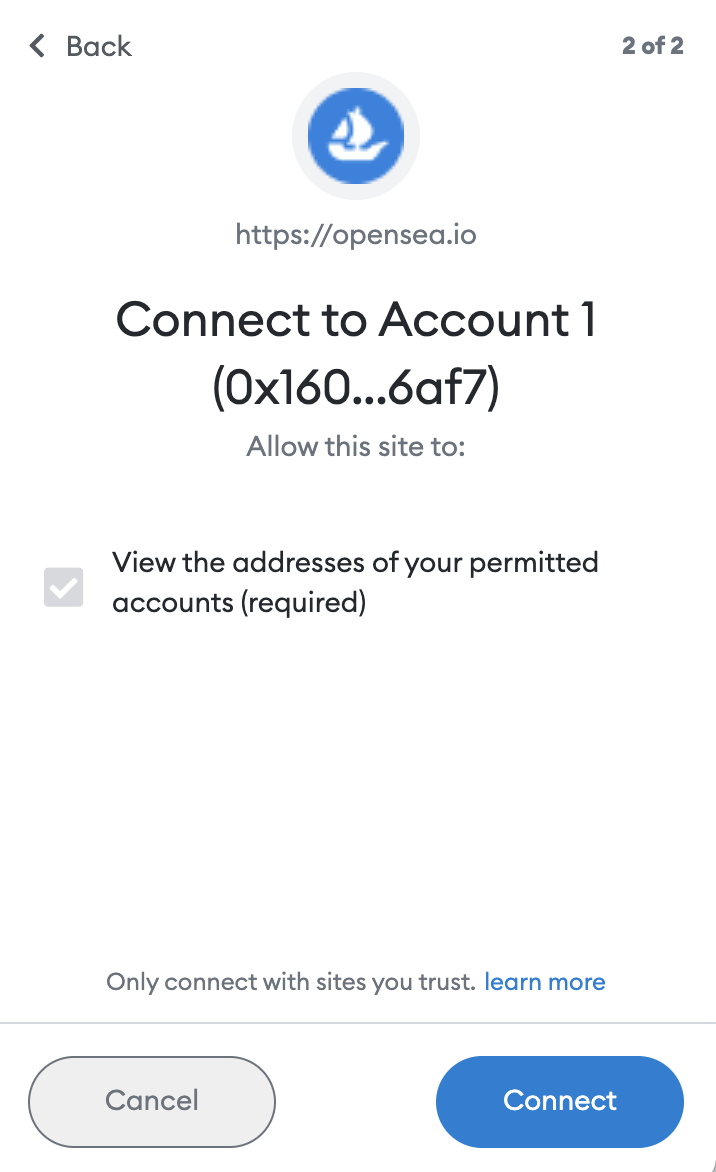 Back
2 of 2
https://opensea.io
Connect to Account 1
(0x160...6af7)
Allow this site to:
View the addresses of your permitted
accounts (required)
Only connect with sites you trust. learn more
Cancel
Connect